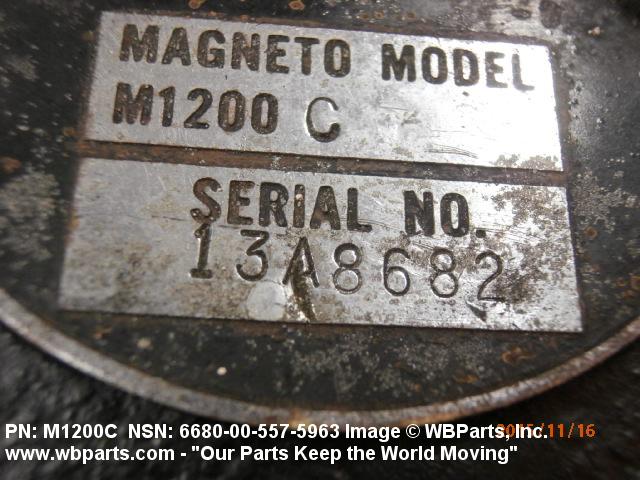 MAGNETO MODEL
M1200 C
SERIAL NO.
13A8682
PN: M1200C NSN: 6680-00-557-5963 Image © WBParts, Inc.
www.wbparts.com - "Our Parts Keep the World Moving"